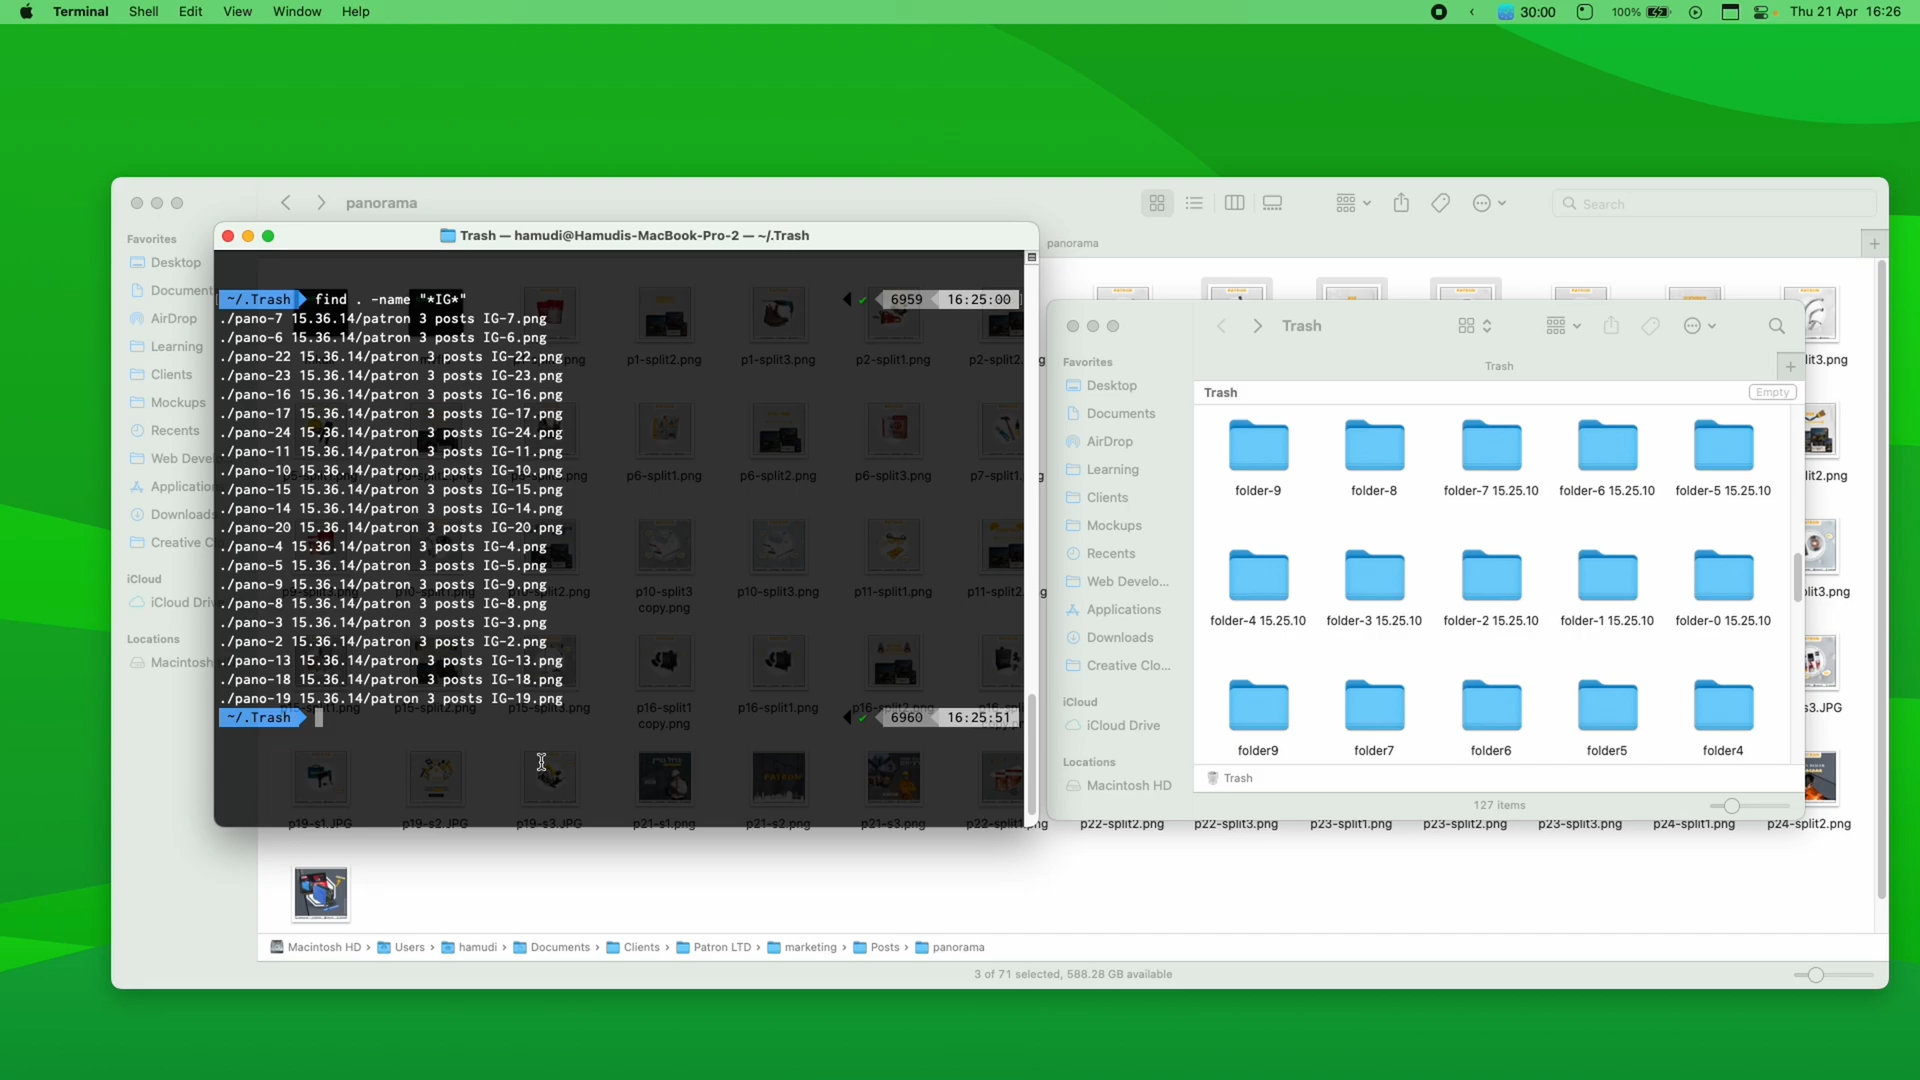 Terminal Shell Edit View Window Help
30:00 100% Thu 21 Apr 16:26
panorama
Search
panorama
Favorites
Desktop
AirDrop
Learning
Clients
Mockups
Recents
iCloud
Locations
Trash — hamudi@Hamudis-MacBook-Pro-2 — ~/.Trash
~/.Trash find . -name "*IG*" 6959 16:25:00
./pano-7 15.36.14/patron 3 posts IG-7.png
./pano-6 15.36.14/patron 3 posts IG-6.png
./pano-22 15.36.14/patron 3 posts IG-22.png
./pano-23 15.36.14/patron 3 posts IG-23.png
./pano-16 15.36.14/patron 3 posts IG-16.png
./pano-17 15.36.14/patron 3 posts IG-17.png
./pano-24 15.36.14/patron 3 posts IG-24.png
./pano-11 15.36.14/patron 3 posts IG-11.png
./pano-10 15.36.14/patron 3 posts IG-10.png
./pano-15 15.36.14/patron 3 posts IG-15.png
./pano-14 15.36.14/patron 3 posts IG-14.png
./pano-20 15.36.14/patron 3 posts IG-20.png
./pano-4 15.36.14/patron 3 posts IG-4.png
./pano-5 15.36.14/patron 3 posts IG-5.png
./pano-9 15.36.14/patron 3 posts IG-9.png
./pano-8 15.36.14/patron 3 posts IG-8.png
./pano-3 15.36.14/patron 3 posts IG-3.png
./pano-2 15.36.14/patron 3 posts IG-2.png
./pano-13 15.36.14/patron 3 posts IG-13.png
./pano-18 15.36.14/patron 3 posts IG-18.png
./pano-19 15.36.14/patron 3 posts IG-19.png
~/.Trash 6960 16:25:51
p1-split2.png p1-split3.png p2-split1.png
p6-split1.png p6-split2.png p6-split3.png
p10-split3 copy.png p10-split3.png p11-split1.png
p16-split1 copy.png p16-split1.png
p19-s1.JPG p19-s2.JPG p19-s3.JPG p21-s1.png p21-s2.png p21-s3.png p22-split1.png p22-split2.png p22-split3.png p23-split1.png p23-split2.png p23-split3.png p24-split1.png p24-split2.png
Trash
Trash
Trash Empty
Favorites
Desktop
Documents
AirDrop
Learning
Clients
Mockups
Recents
Web Develo...
Applications
Downloads
Creative Clo...
iCloud
iCloud Drive
Locations
Macintosh HD
folder-9 folder-8 folder-7 15.25.10 folder-6 15.25.10 folder-5 15.25.10
folder-4 15.25.10 folder-3 15.25.10 folder-2 15.25.10 folder-1 15.25.10 folder-0 15.25.10
folder9 folder7 folder6 folder5 folder4
Trash
127 items
Macintosh HD › Users › hamudi › Documents › Clients › Patron LTD › marketing › Posts › panorama
3 of 71 selected, 588.28 GB available